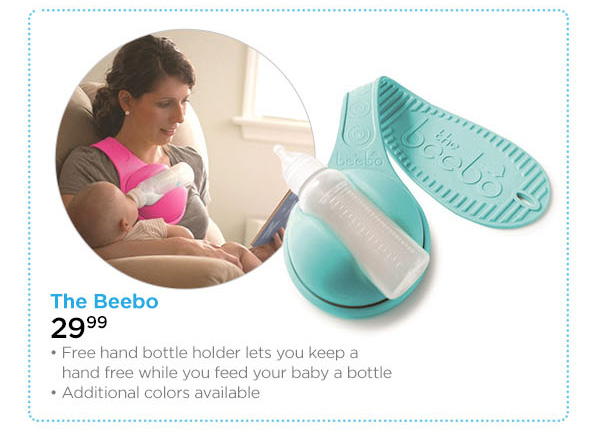 the
beebo
beebo
The Beebo
29⁹⁹
• Free hand bottle holder lets you keep a
hand free while you feed your baby a bottle
• Additional colors available